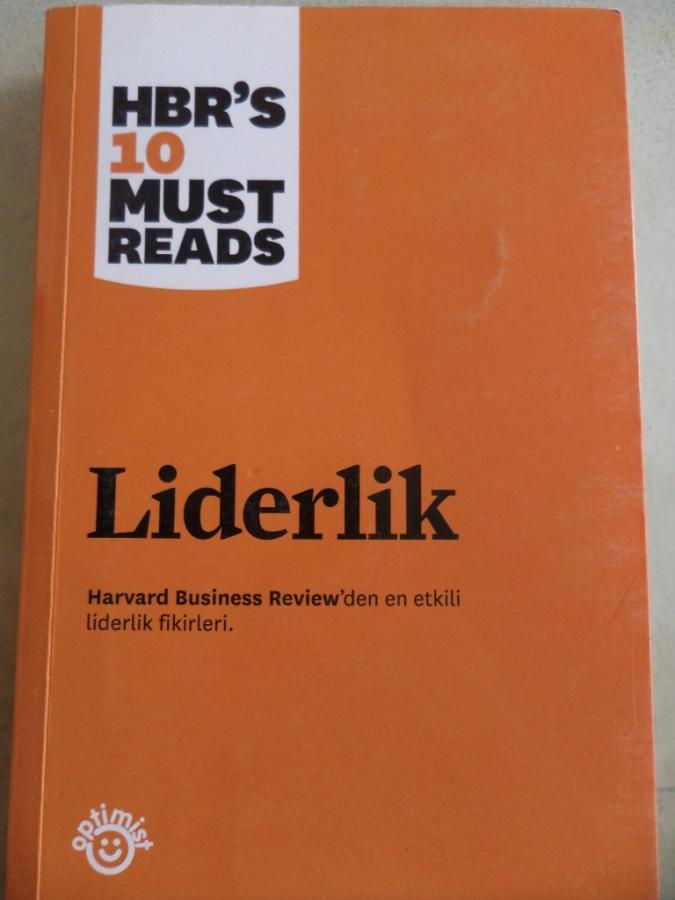 HBR'S
10
MUST
READS
Liderlik
Harvard Business Review'den en etkili
liderlik fikirleri.
optimist